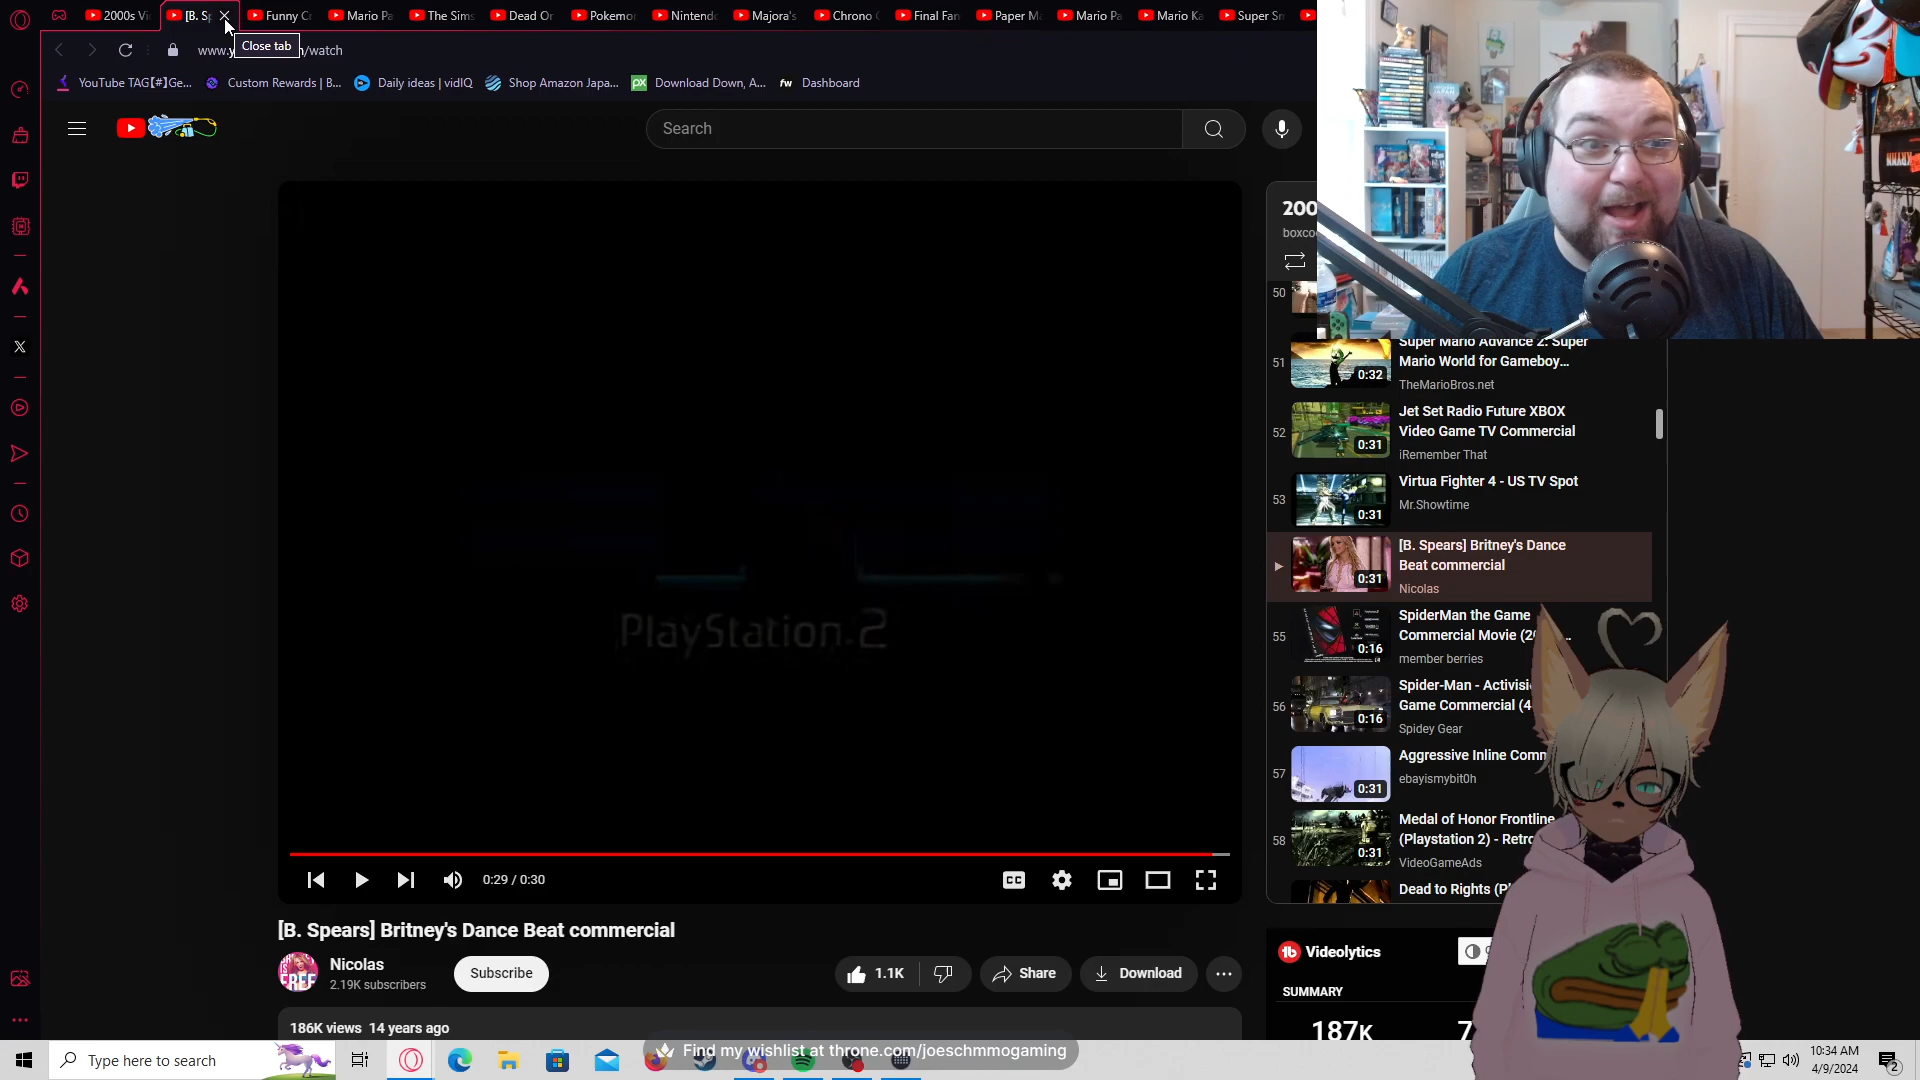 2000s Vi
[B. Sp
Funny C
Mario Pa
The Sims
Dead Or
Pokemo
Nintend
Majora's
Chrono
Final Fan
Paper M
Mario Pa
Mario Ka
Super Sm
Close tab
www.y
/watch
YouTube TAG【#】Ge...
Custom Rewards | B...
Daily ideas | vidIQ
Shop Amazon Japa...
Download Down, A...
fw Dashboard
Search
200
boxco
50
51
Super Mario Advance 2: Super
Mario World for Gameboy...
0:32
TheMarioBros.net
52
Jet Set Radio Future XBOX
Video Game TV Commercial
0:31
iRemember That
53
Virtua Fighter 4 - US TV Spot
Mr.Showtime
0:31
[B. Spears] Britney's Dance
Beat commercial
0:31
Nicolas
55
SpiderMan the Game
Commercial Movie (20
0:16
member berries
56
Spider-Man - Activisi
Game Commercial (4
0:16
Spidey Gear
57
Aggressive Inline Comm
ebayismybit0h
0:31
58
Medal of Honor Frontline
(Playstation 2) - Retro
0:31
VideoGameAds
Dead to Rights (P
PlayStation 2
0:29 / 0:30
CC
[B. Spears] Britney's Dance Beat commercial
Nicolas
2.19K subscribers
Subscribe
1.1K
Share
Download
186K views 14 years ago
Videolytics
SUMMARY
187K
7
Type here to search
Find my wishlist at throne.com/joeschmmogaming
10:34 AM
4/9/2024
2